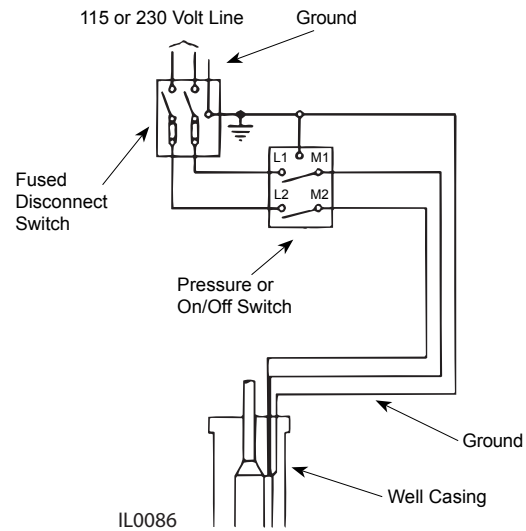 115 or 230 Volt Line
Ground
Fused
Disconnect
Switch
L1
M1
L2
M2
Pressure or
On/Off Switch
Ground
Well Casing
IL0086